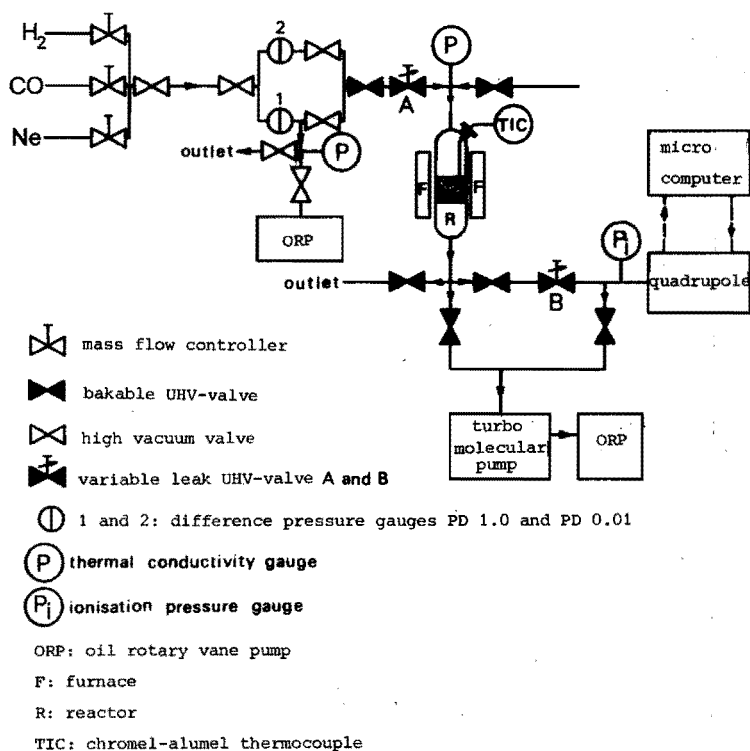 H2
CO
Ne
2
1
A
P
TIC
outlet
P
ORP
F
F
R
micro
computer
Pi
quadrupole
outlet
B
turbo
molecular
pump
ORP
mass flow controller
bakable UHV-valve
high vacuum valve
variable leak UHV-valve A and B
1 and 2: difference pressure gauges PD 1.0 and PD 0.01
P thermal conductivity gauge
Pi ionisation pressure gauge
ORP: oil rotary vane pump
F: furnace
R: reactor
TIC: chromel-alumel thermocouple